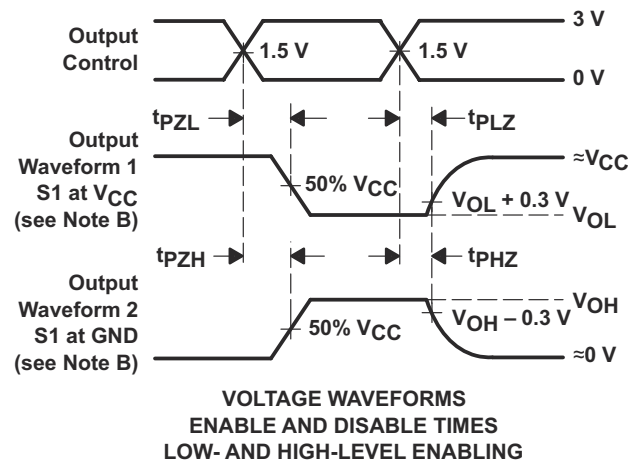 Output
Control
1.5 V
1.5 V
3 V
0 V
tPZL
tPLZ
Output
Waveform 1
S1 at VCC
(see Note B)
50% VCC
≈VCC
VOL + 0.3 V
VOL
tPZH
tPHZ
Output
Waveform 2
S1 at GND
(see Note B)
50% VCC
VOH
VOH – 0.3 V
≈0 V
VOLTAGE WAVEFORMS
ENABLE AND DISABLE TIMES
LOW- AND HIGH-LEVEL ENABLING